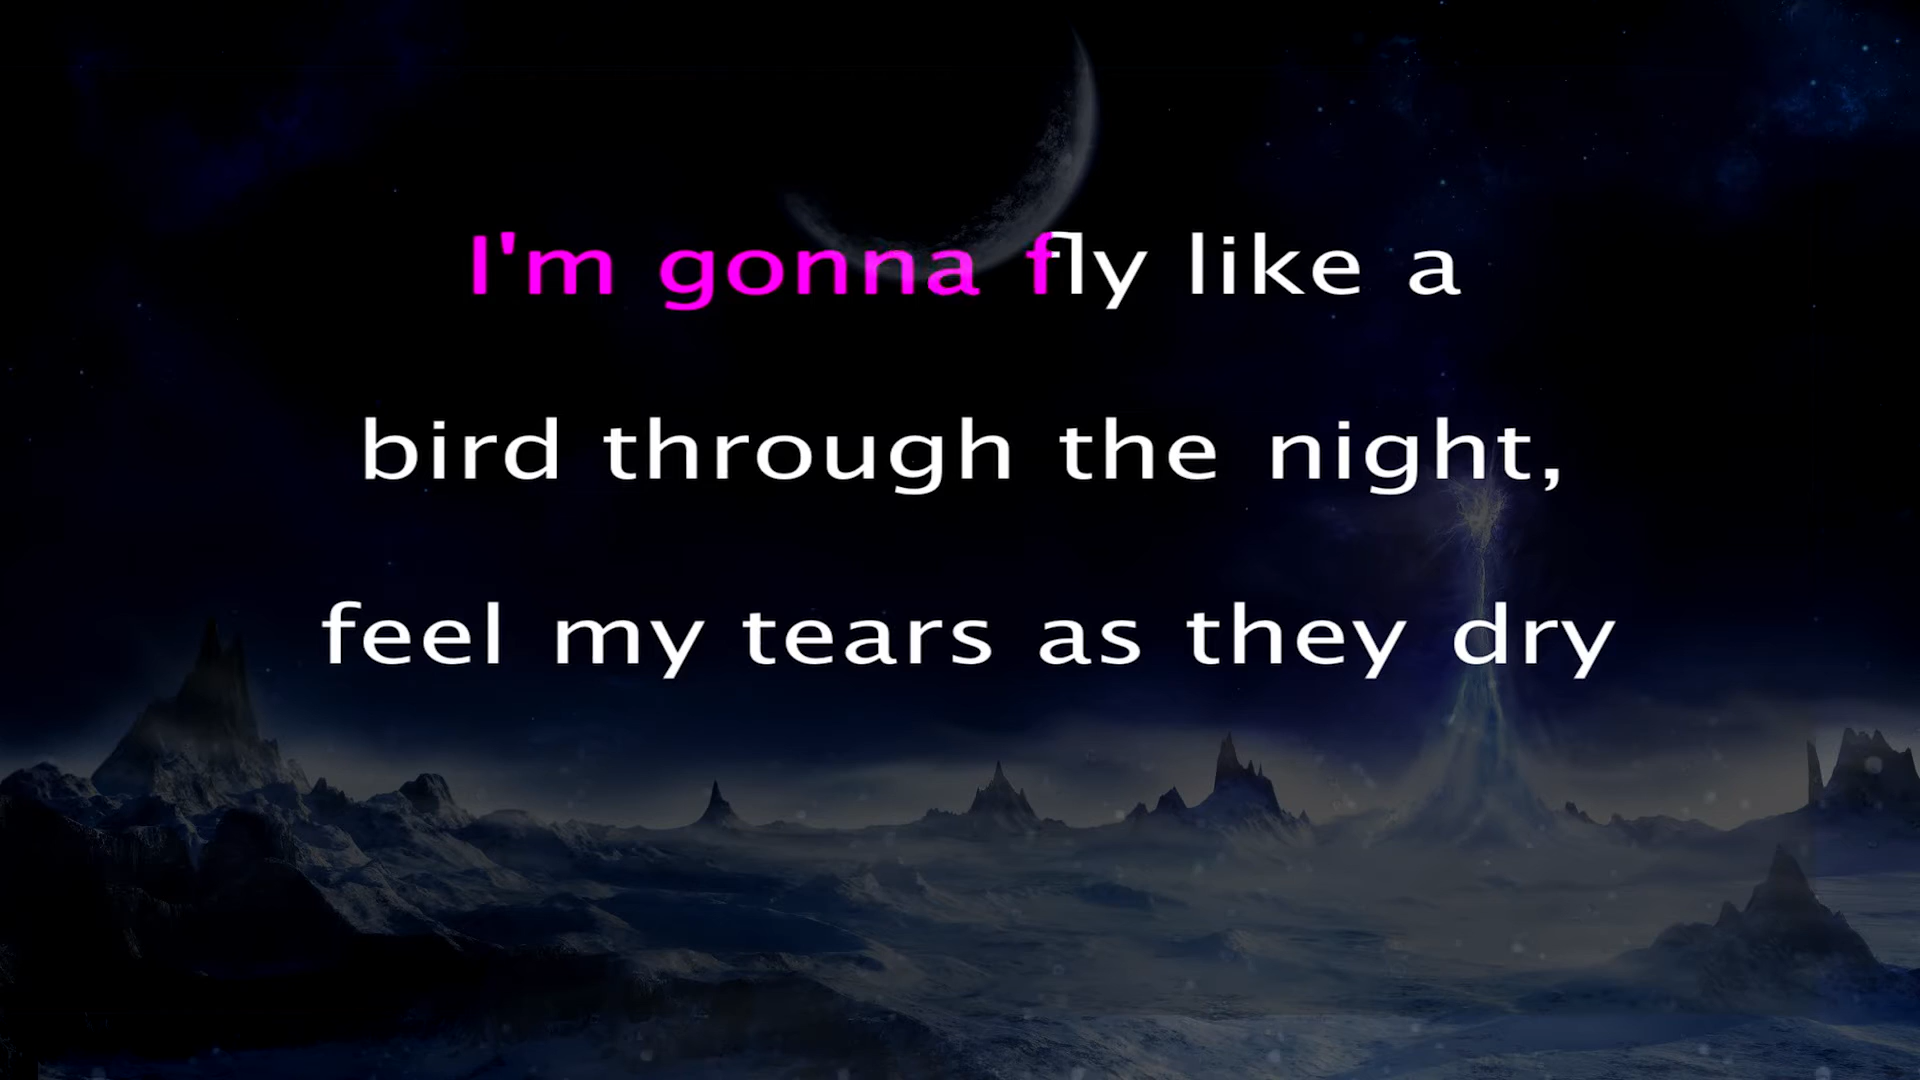 I'm gonna fly like a
bird through the night,
feel my tears as they dry